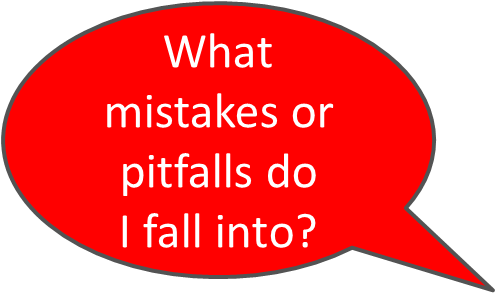 What
mistakes or
pitfalls do
I fall into?